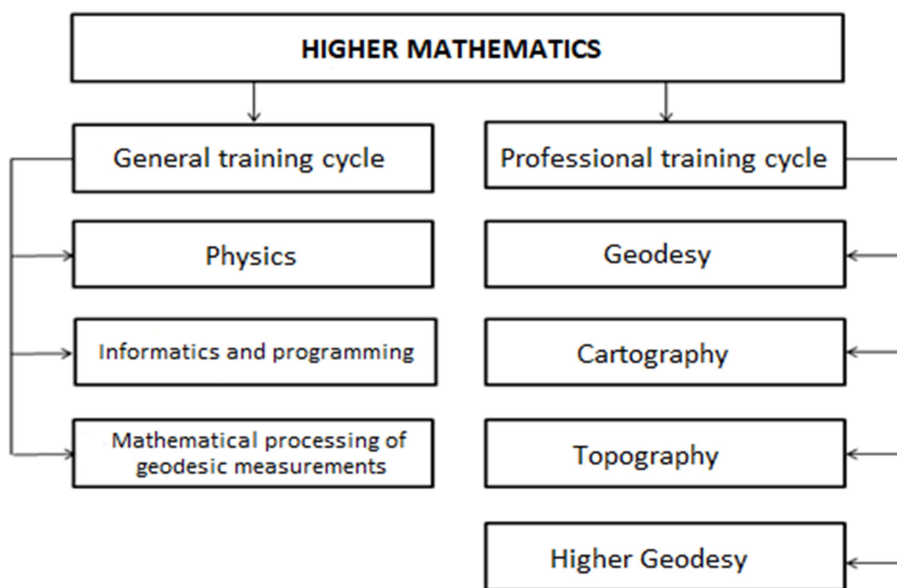 HIGHER MATHEMATICS
General training cycle
Professional training cycle
Physics
Geodesy
Informatics and programming
Cartography
Mathematical processing of
geodesic measurements
Topography
Higher Geodesy